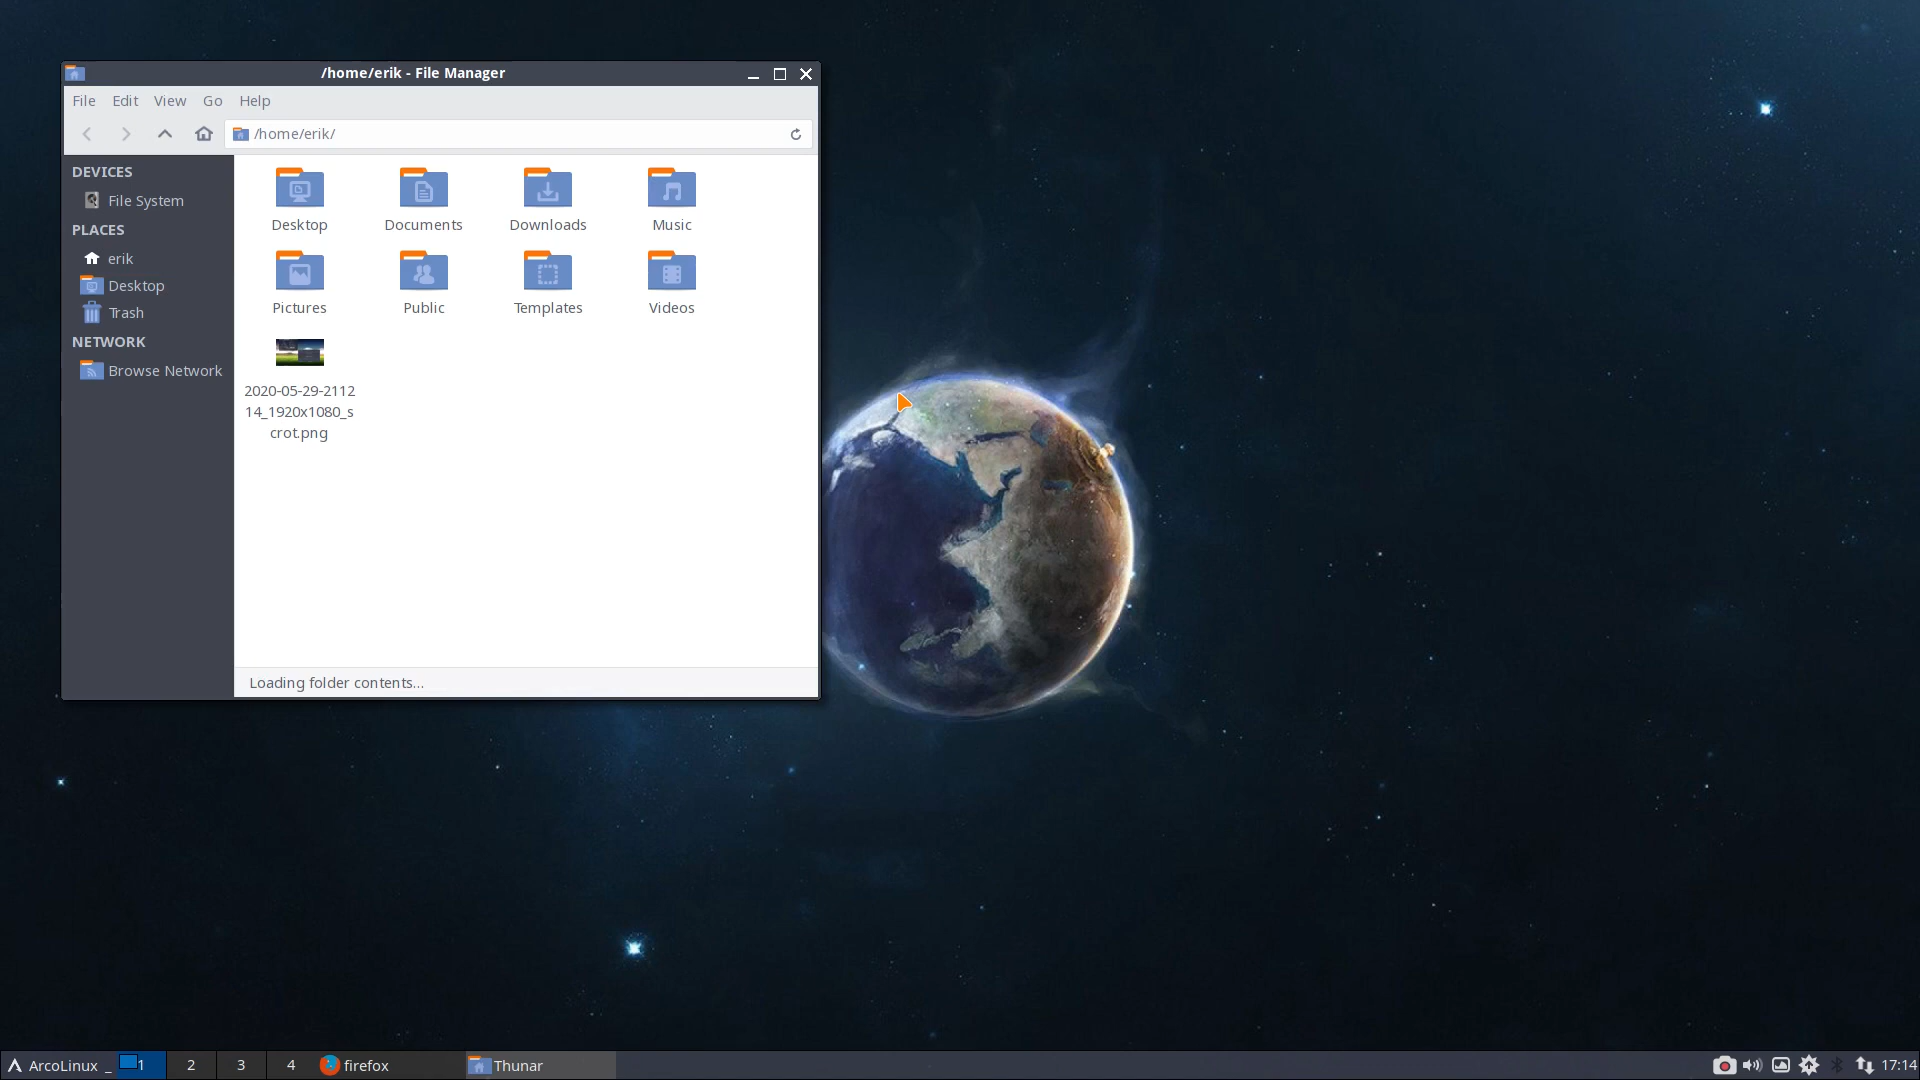 /home/erik - File Manager
File Edit View Go Help
/home/erik/
DEVICES
File System
PLACES
erik
Desktop
Trash
NETWORK
Browse Network
Desktop
Documents
Downloads
Music
Pictures
Public
Templates
Videos
2020-05-29-2112
14_1920x1080_s
crot.png
Loading folder contents...
ArcoLinux _ 1 2 3 4 firefox Thunar 17:14